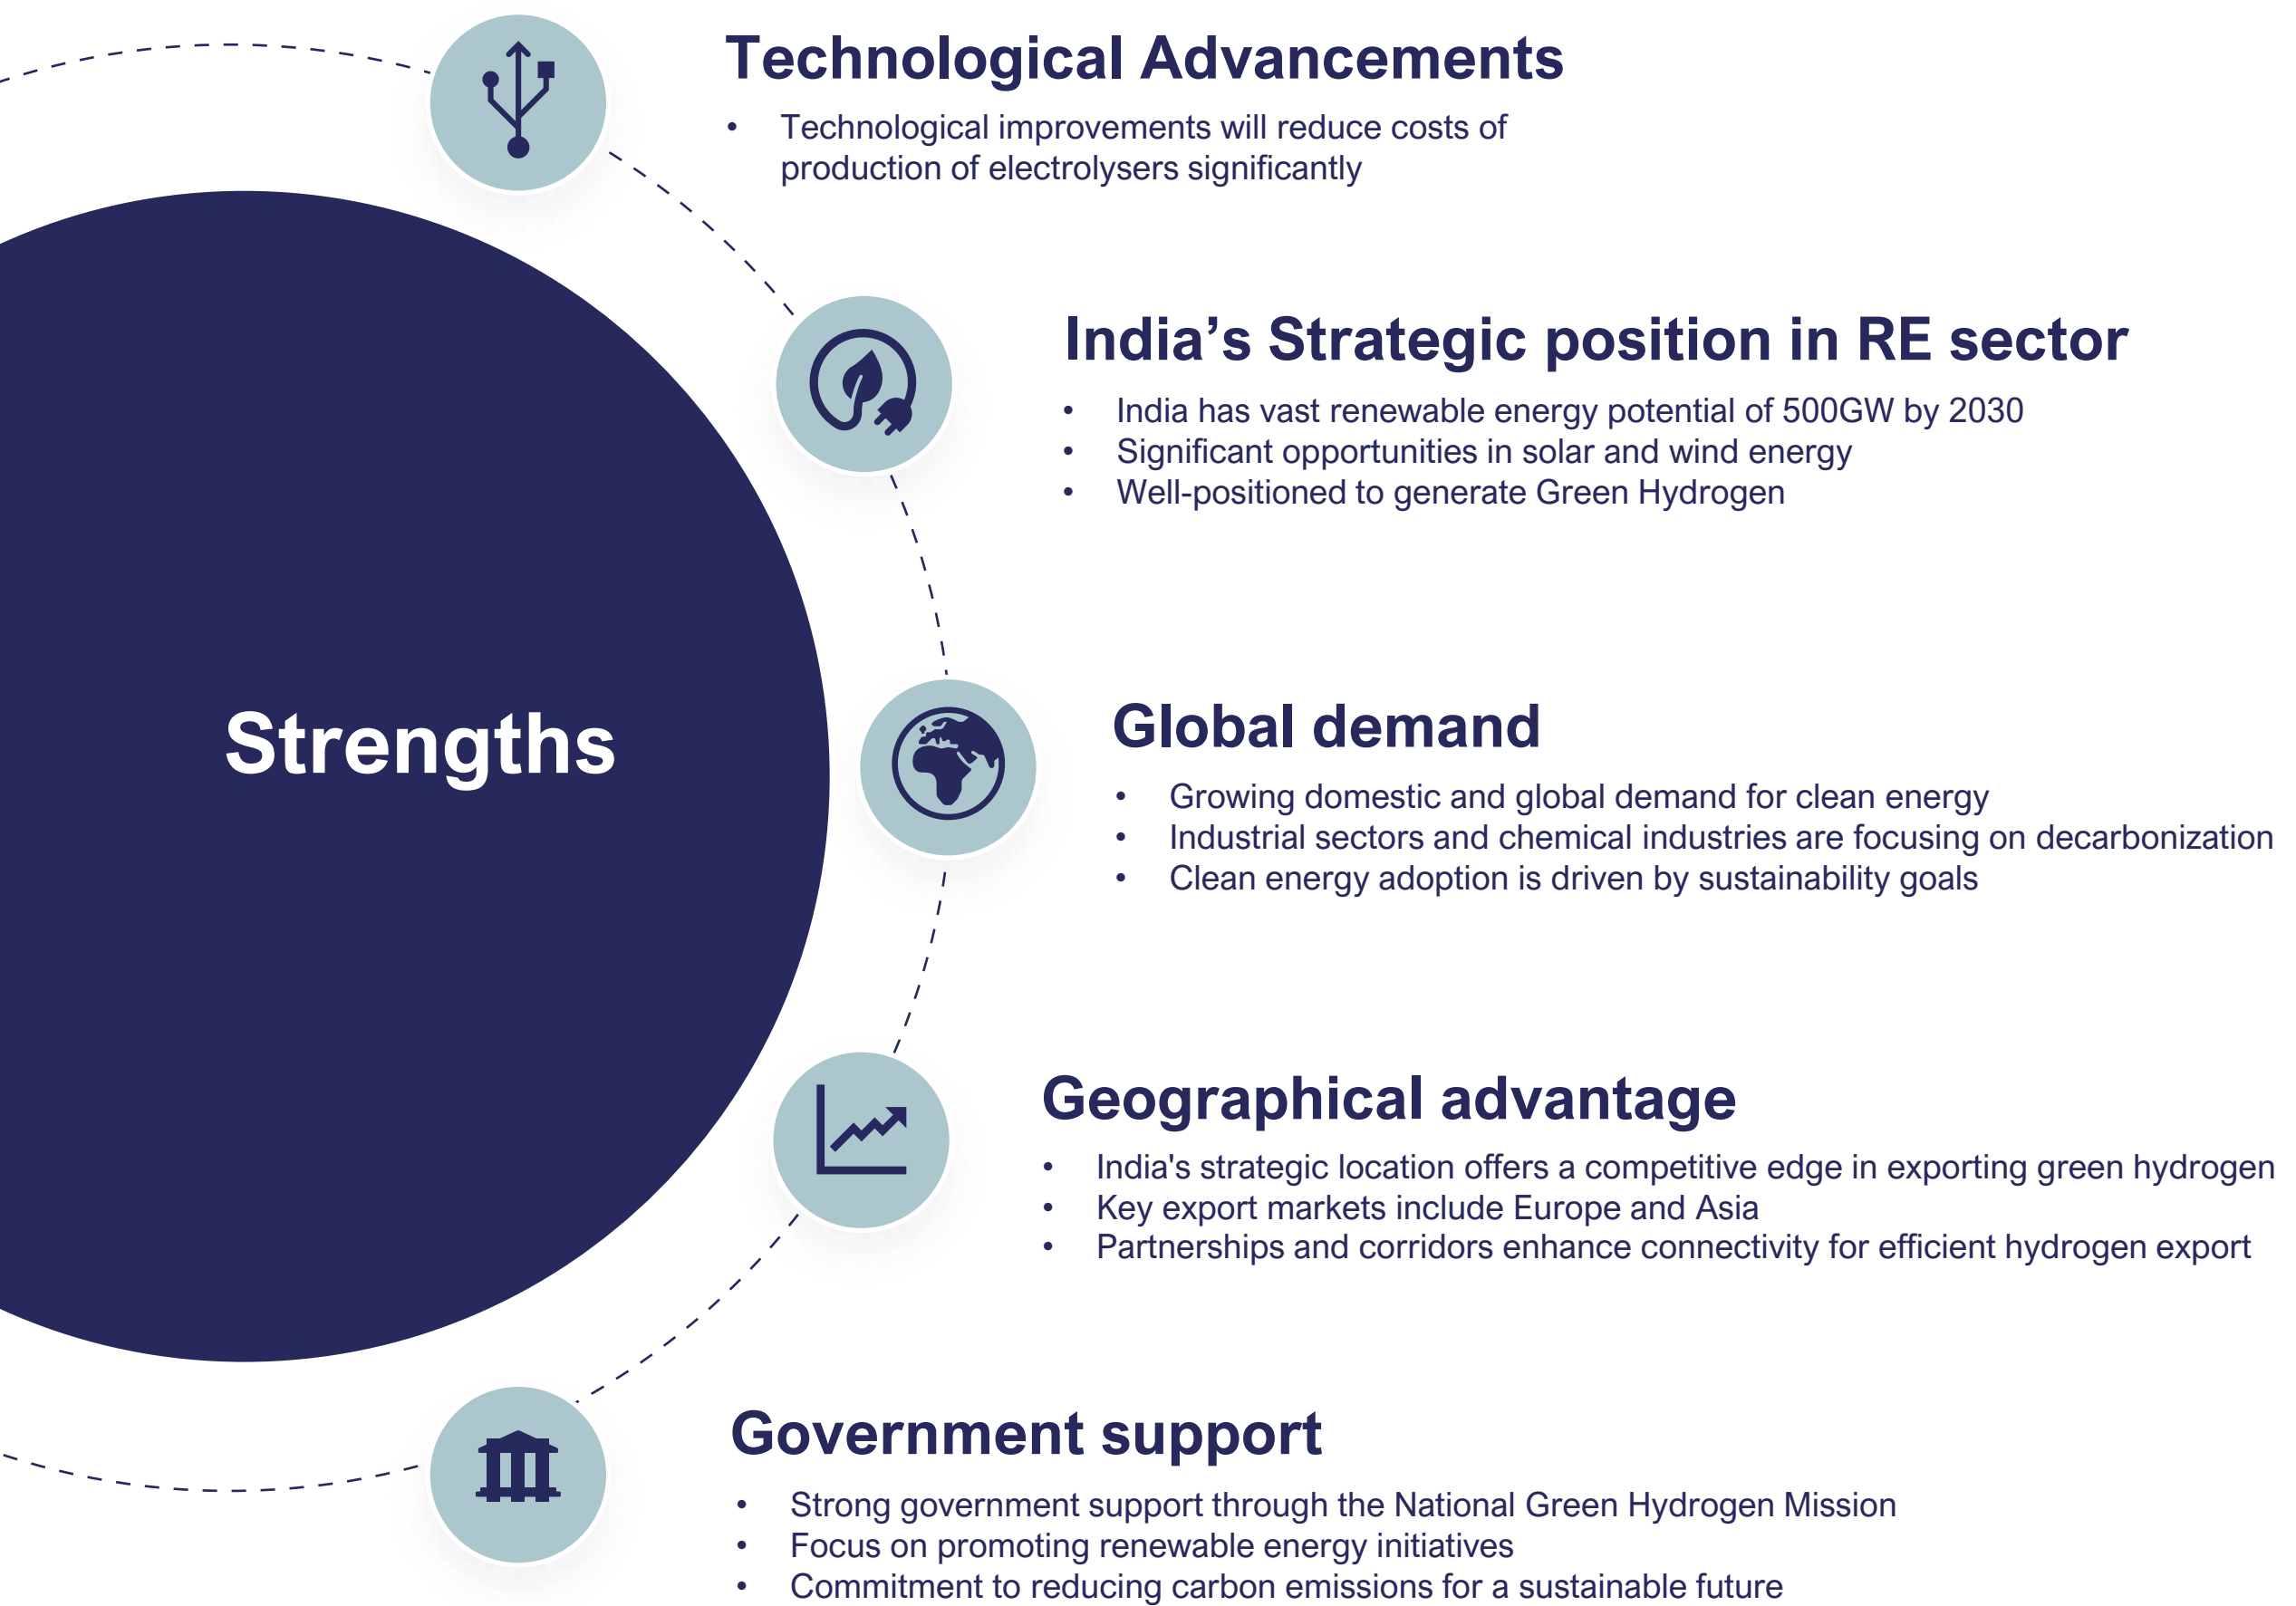 Strengths
Technological Advancements
• Technological improvements will reduce costs of
production of electrolysers significantly
India’s Strategic position in RE sector
• India has vast renewable energy potential of 500GW by 2030
• Significant opportunities in solar and wind energy
• Well-positioned to generate Green Hydrogen
Global demand
• Growing domestic and global demand for clean energy
• Industrial sectors and chemical industries are focusing on decarbonization
• Clean energy adoption is driven by sustainability goals
Geographical advantage
• India's strategic location offers a competitive edge in exporting green hydrogen
• Key export markets include Europe and Asia
• Partnerships and corridors enhance connectivity for efficient hydrogen export
Government support
• Strong government support through the National Green Hydrogen Mission
• Focus on promoting renewable energy initiatives
• Commitment to reducing carbon emissions for a sustainable future